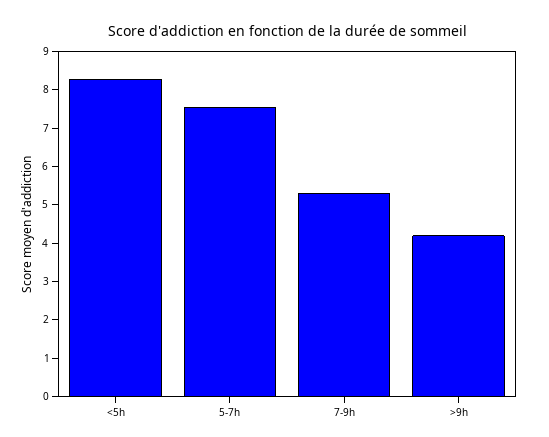 Score d'addiction en fonction de la durée de sommeil
Score moyen d'addiction
9
8
7
6
5
4
3
2
1
0
<5h
5-7h
7-9h
>9h